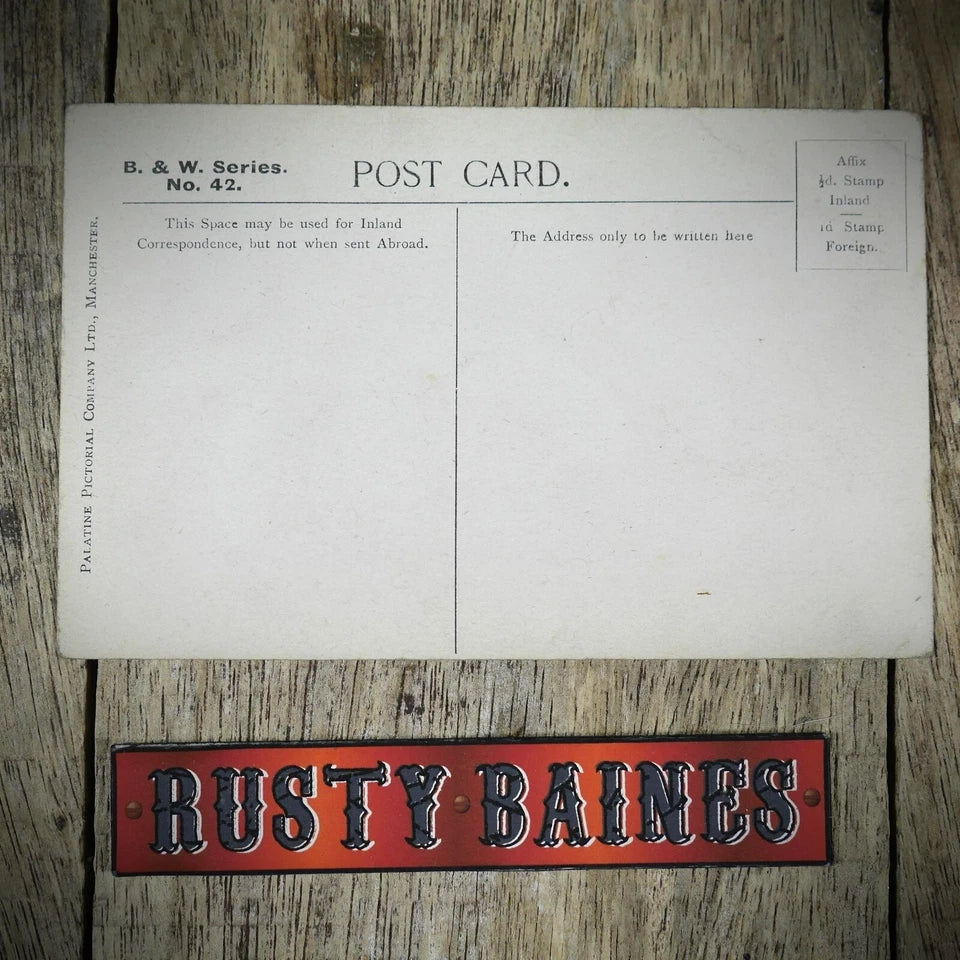 B. & W. Series.
No. 42.
POST CARD.
Affix
½d. Stamp
Inland
1d Stamp
Foreign.
This Space may be used for Inland
Correspondence, but not when sent Abroad.
The Address only to be written here
PALATINE PICTORIAL COMPANY LTD., MANCHESTER.
RUSTY BAINES